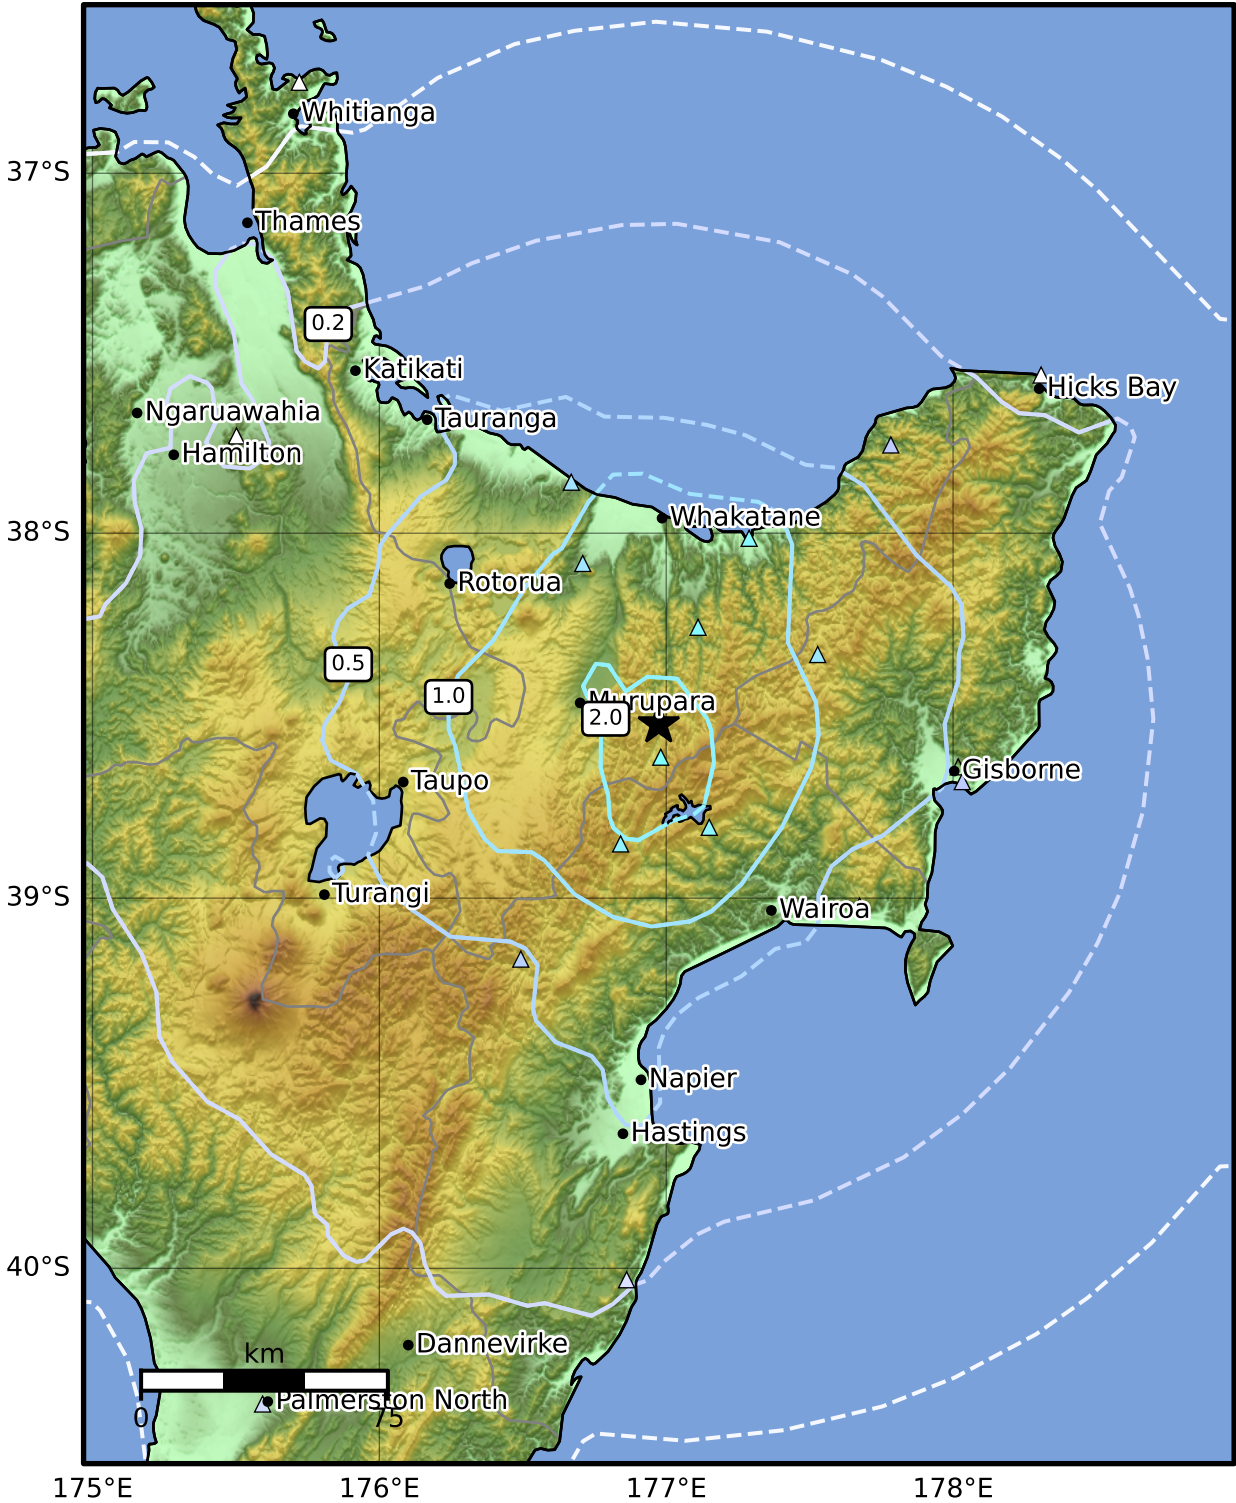 Whitianga
37°S
Thames
0.2
Katikati
Hicks Bay
Ngaruawahia
Tauranga
Hamilton
Whakatane
38°S
Rotorua
0.5
1.0
Murupara
2.0
Gisborne
Taupo
39°S
Turangi
Wairoa
Napier
Hastings
40°S
Dannevirke
km
Palmerston North
0
75
175°E
176°E
177°E
178°E